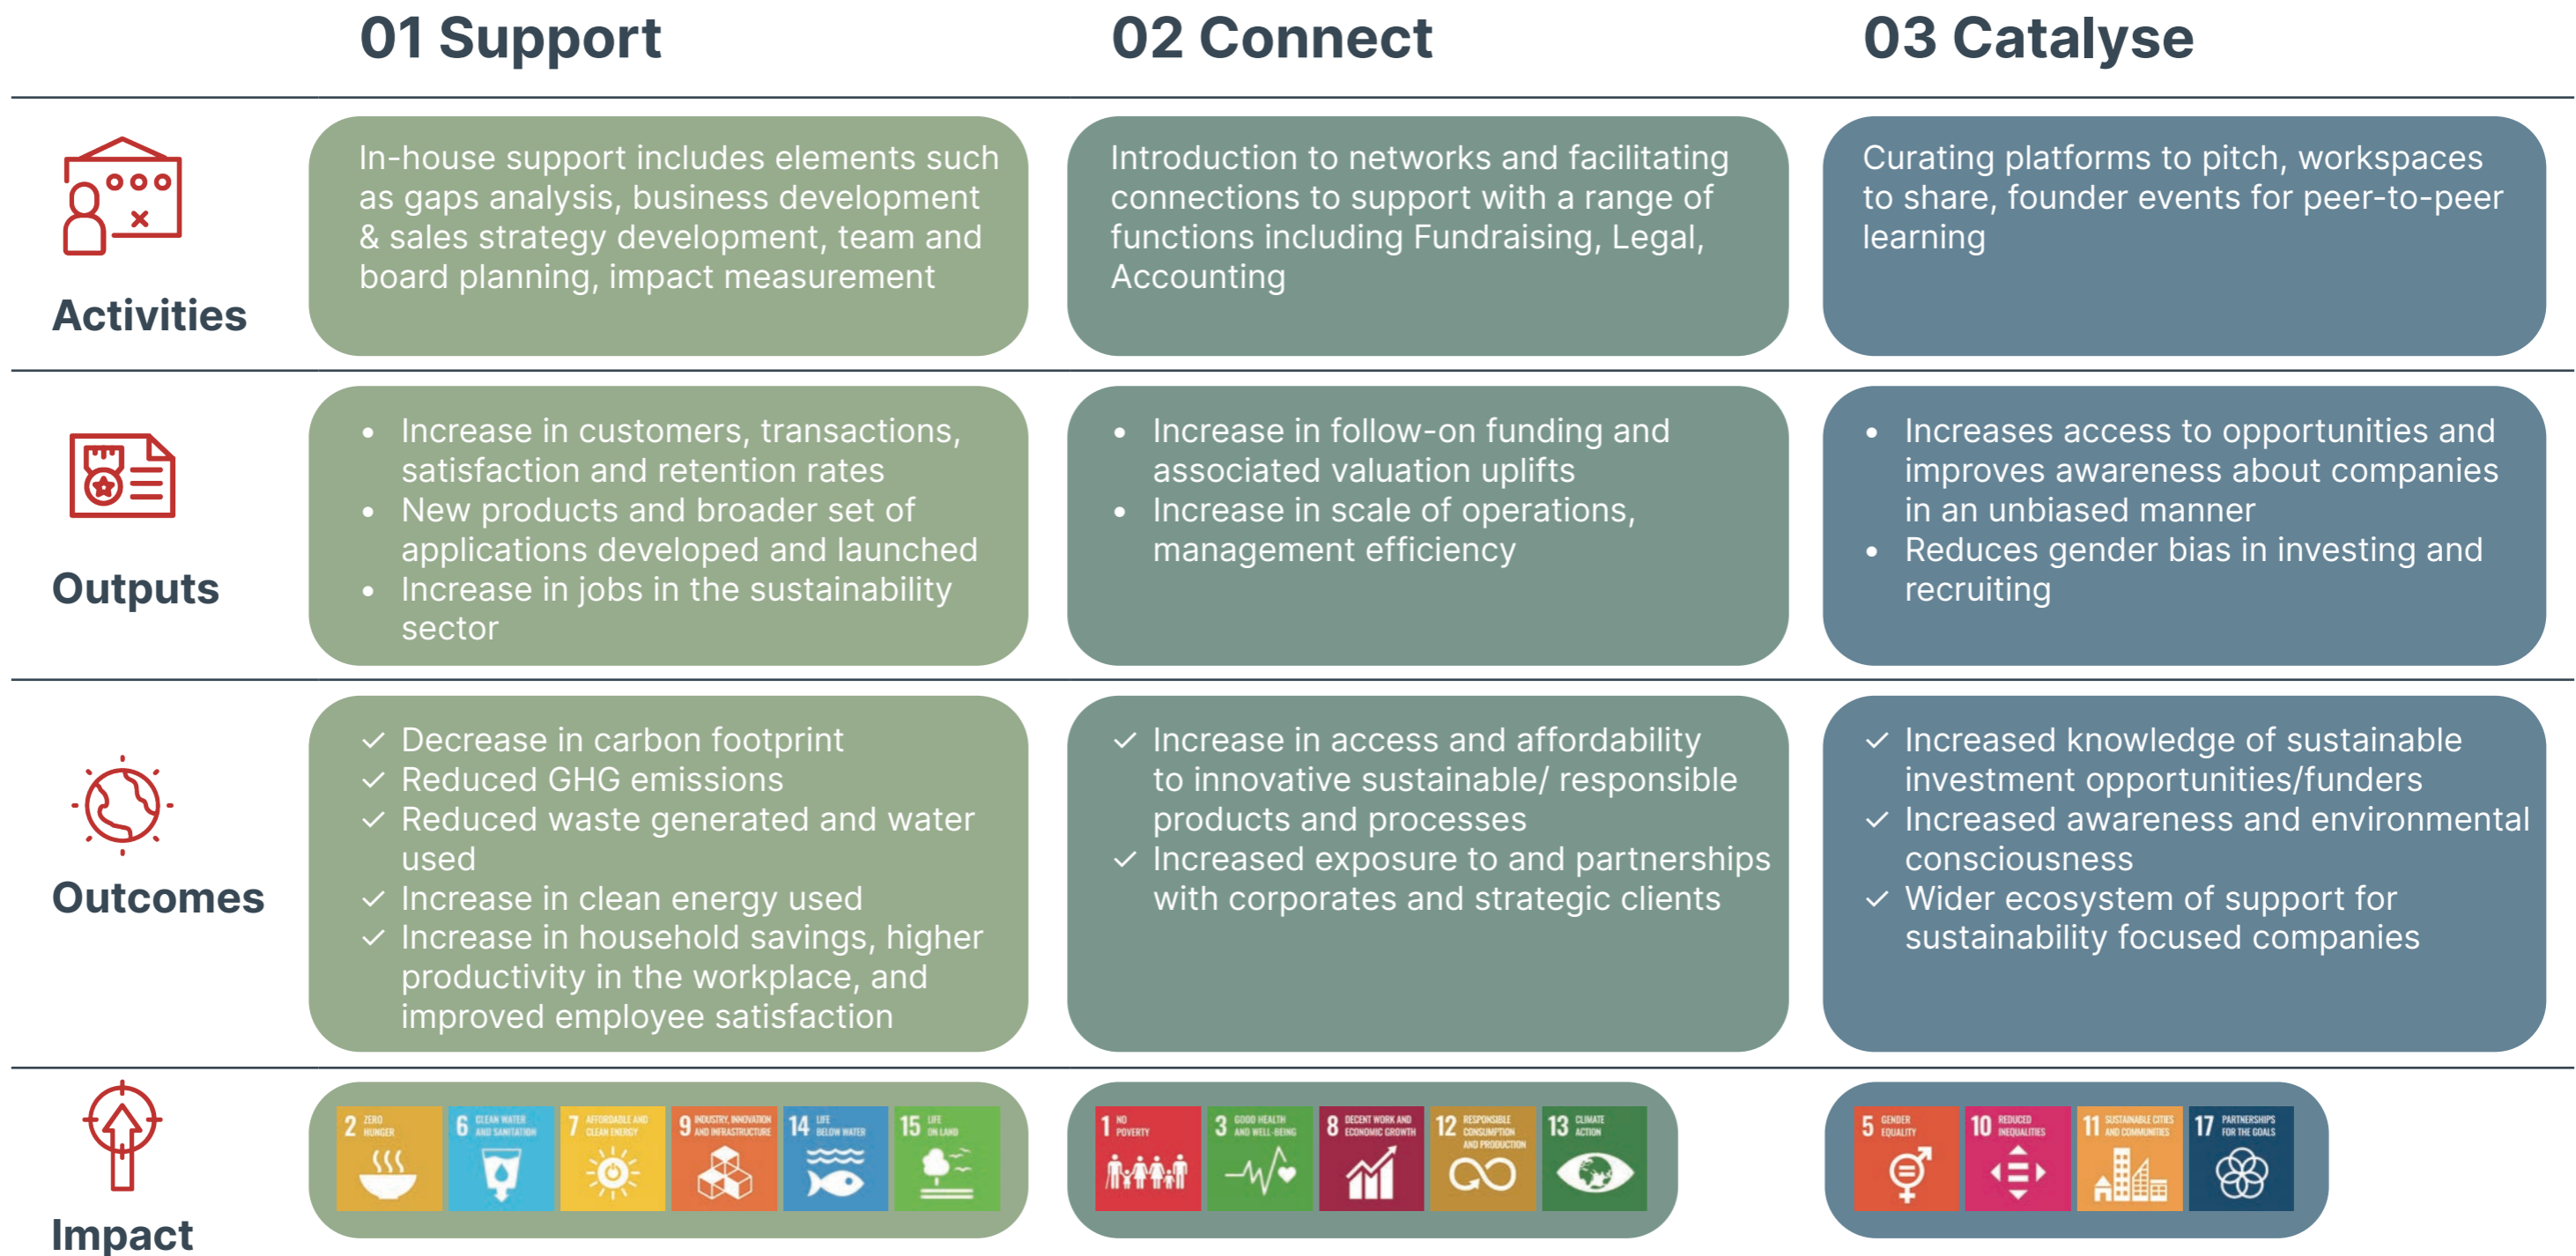 01 Support
02 Connect
03 Catalyse
Activities
In-house support includes elements such
as gaps analysis, business development
& sales strategy development, team and
board planning, impact measurement
Introduction to networks and facilitating
connections to support with a range of
functions including Fundraising, Legal,
Accounting
Curating platforms to pitch, workspaces
to share, founder events for peer-to-peer
learning
Outputs
• Increase in customers, transactions,
satisfaction and retention rates
• New products and broader set of
applications developed and launched
• Increase in jobs in the sustainability
sector
• Increase in follow-on funding and
associated valuation uplifts
• Increase in scale of operations,
management efficiency
• Increases access to opportunities and
improves awareness about companies
in an unbiased manner
• Reduces gender bias in investing and
recruiting
Outcomes
✓ Decrease in carbon footprint
✓ Reduced GHG emissions
✓ Reduced waste generated and water
used
✓ Increase in clean energy used
✓ Increase in household savings, higher
productivity in the workplace, and
improved employee satisfaction
✓ Increase in access and affordability
to innovative sustainable/ responsible
products and processes
✓ Increased exposure to and partnerships
with corporates and strategic clients
✓ Increased knowledge of sustainable
investment opportunities/funders
✓ Increased awareness and environmental
consciousness
✓ Wider ecosystem of support for
sustainability focused companies
Impact
2 ZERO
HUNGER
6 CLEAN WATER
AND SANITATION
7 AFFORDABLE AND
CLEAN ENERGY
9 INDUSTRY, INNOVATION
AND INFRASTRUCTURE
14 LIFE
BELOW WATER
15 LIFE
ON LAND
1 NO
POVERTY
3 GOOD HEALTH
AND WELL-BEING
8 DECENT WORK AND
ECONOMIC GROWTH
12 RESPONSIBLE
CONSUMPTION
AND PRODUCTION
13 CLIMATE
ACTION
5 GENDER
EQUALITY
10 REDUCED
INEQUALITIES
11 SUSTAINABLE CITIES
AND COMMUNITIES
17 PARTNERSHIPS
FOR THE GOALS